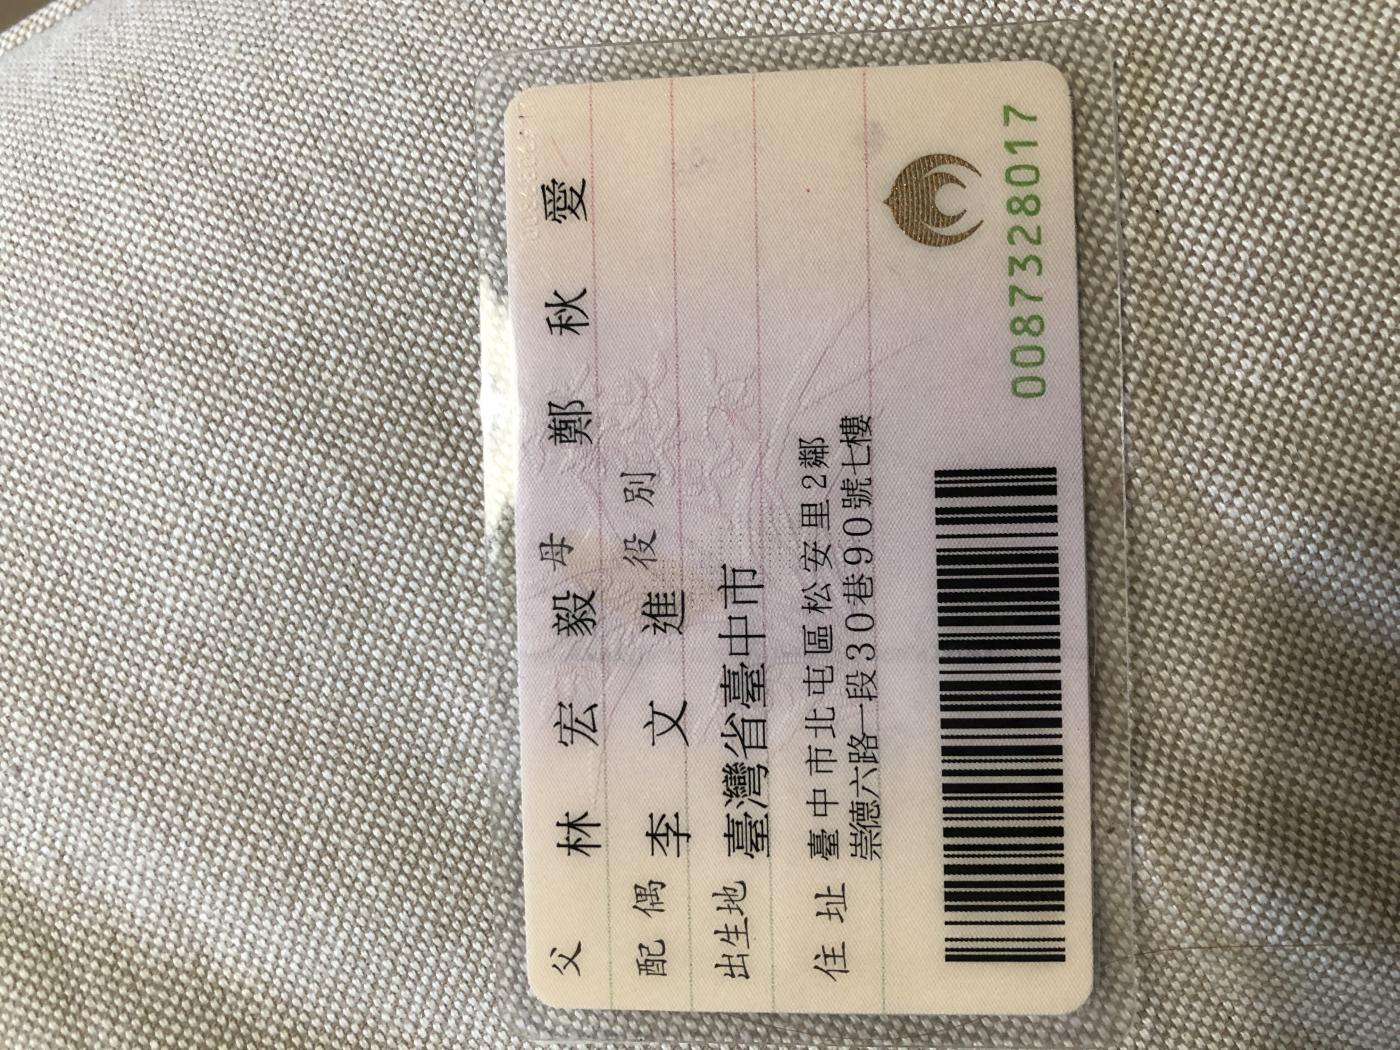 父 林宏毅 母 鄭秋愛
配偶 李文進 役別
出生地 臺灣省臺中市
住址 臺中市北屯區松安里2鄰
崇德六路一段30巷90號七樓
0087328017